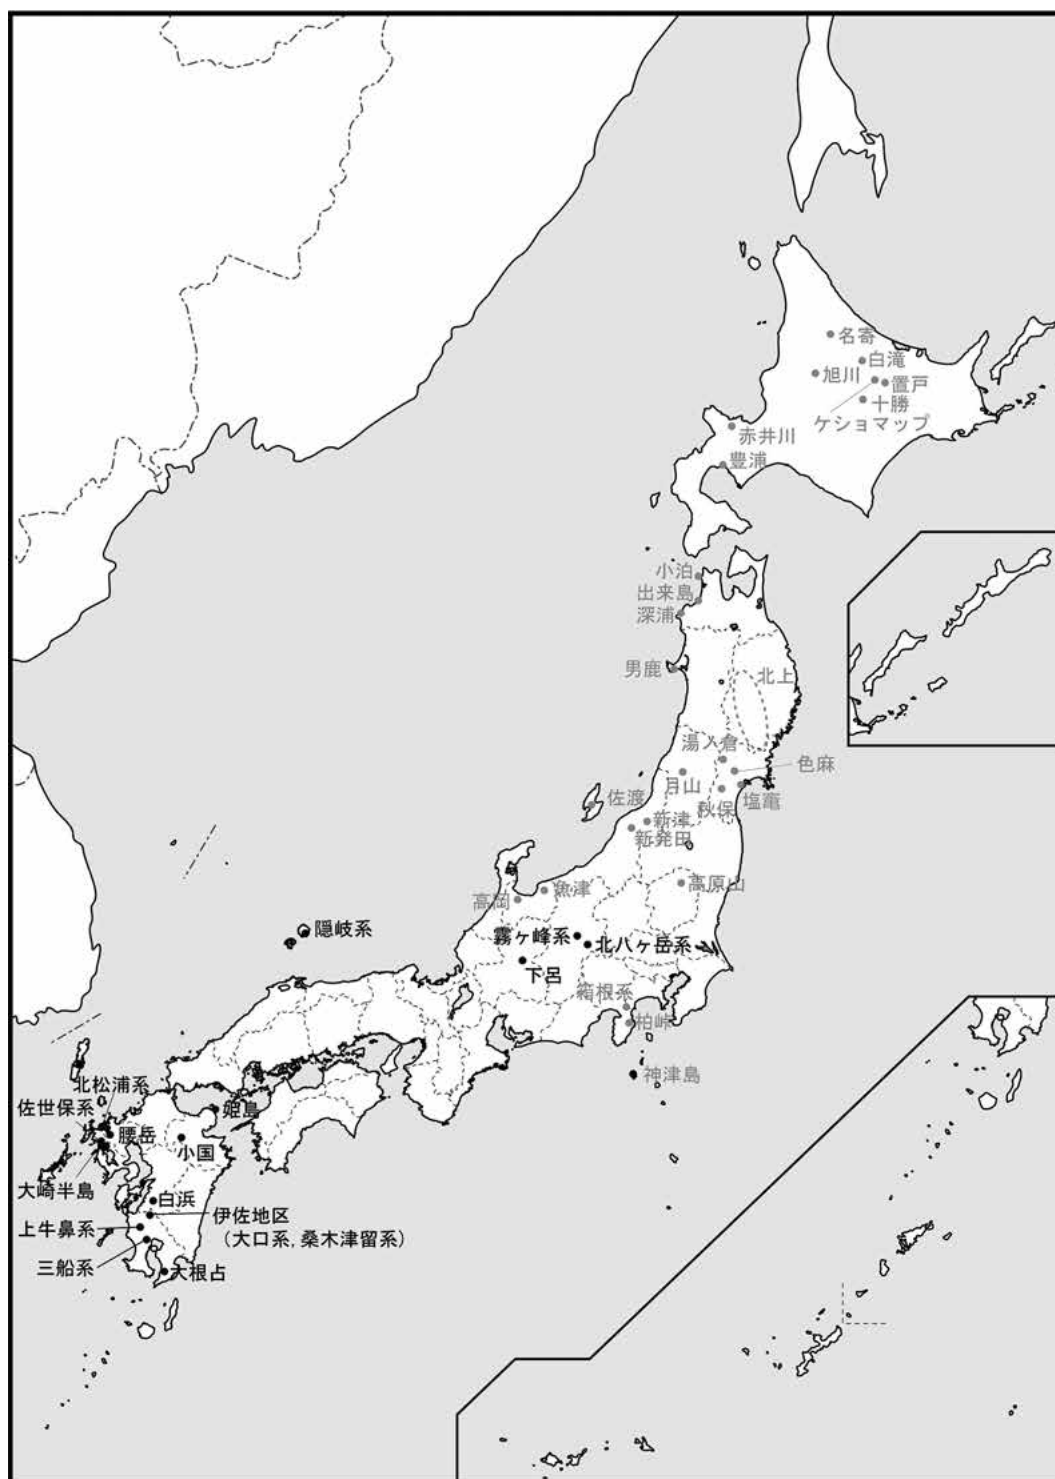 名寄
白滝
旭川
置戸
十勝
ケショマップ
赤井川
豊浦
小泊
出来島
深浦
男鹿
北上
湯ノ倉
色麻
月山
佐渡
秋保
塩竈
新津
新発田
魚津
高原山
高岡
隠岐系
霧ヶ峰系
北八ヶ岳系
下呂
箱根系
柏峠
神津島
北松浦系
佐世保系
姫島
腰岳
小国
大崎半島
白浜
伊佐地区
上牛鼻系
（大口系, 桑木津留系）
三船系
大根占